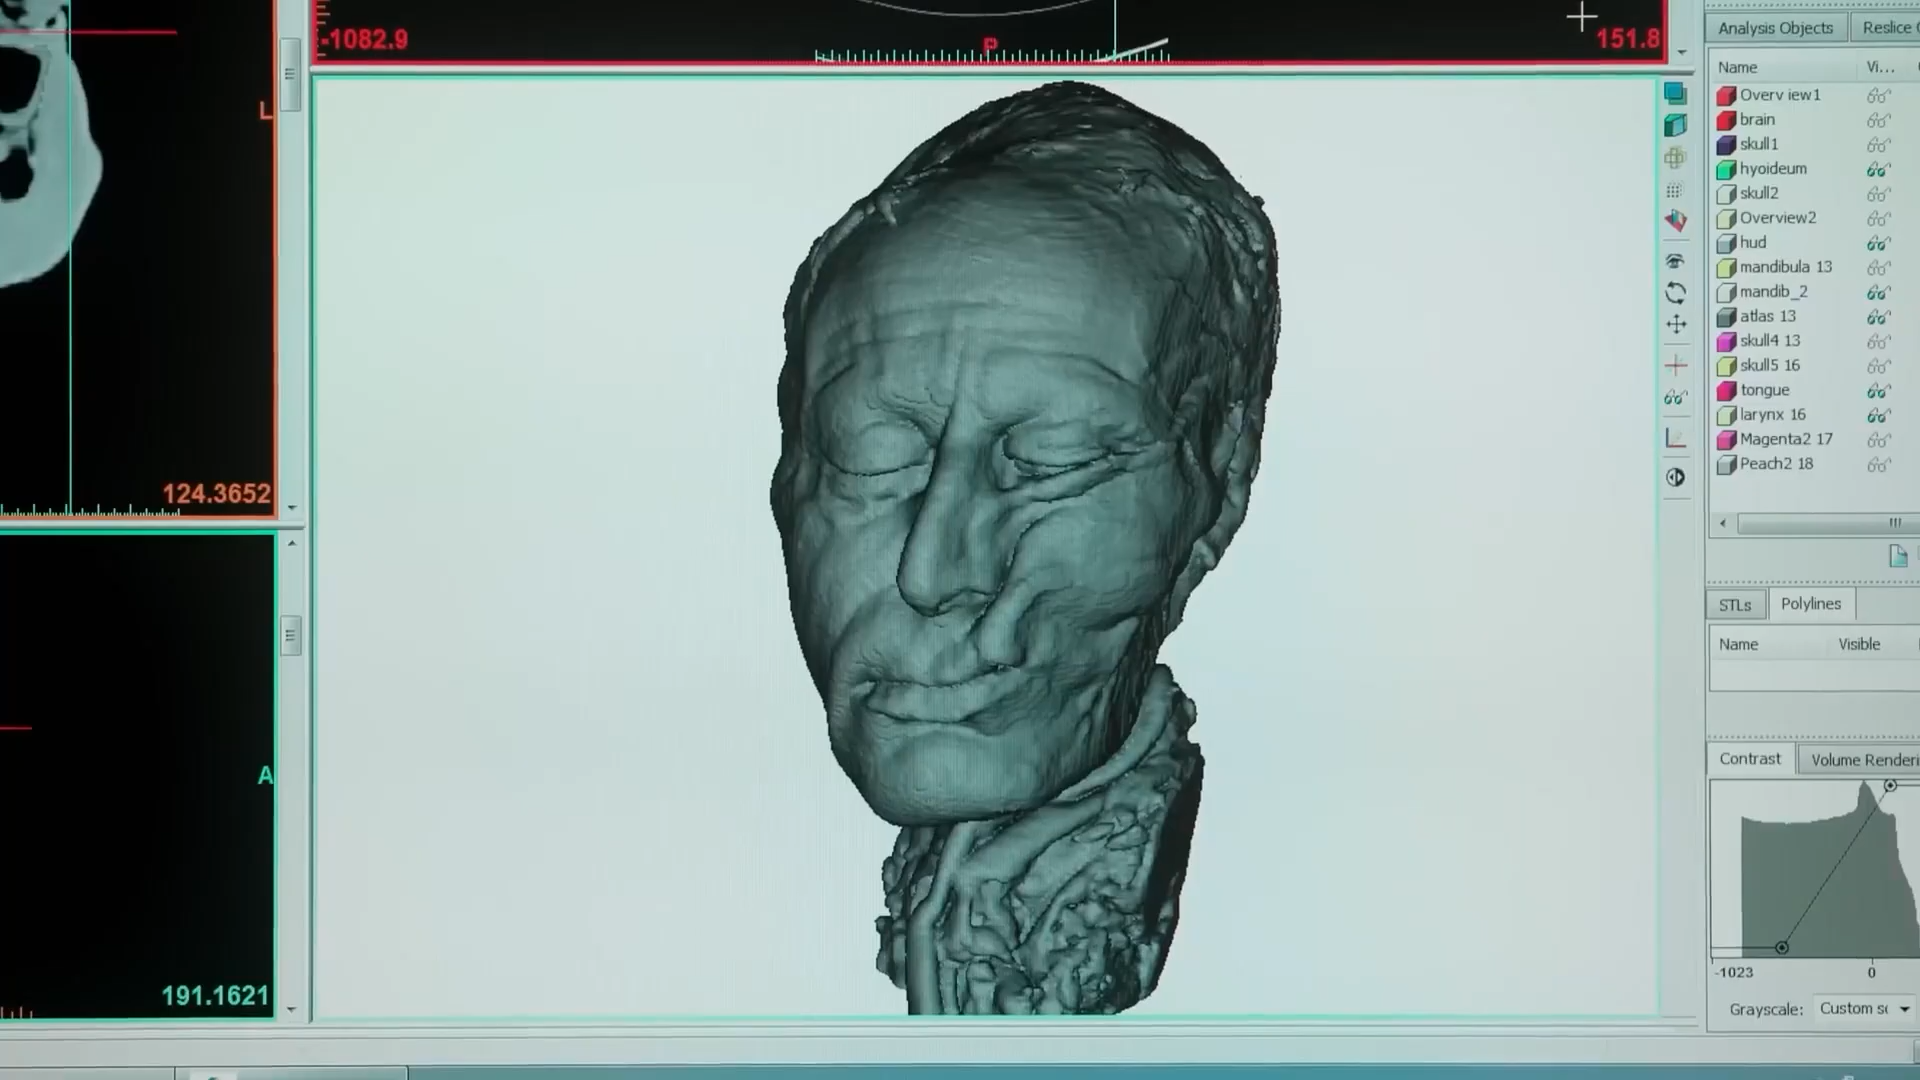 -1082.9
P
151.8
L
124.3652
A
191.1621
Analysis Objects
Reslice
Name Vi...
Overv iew1
brain
skull1
hyoideum
skull2
Overview2
hud
mandibula 13
mandib_2
atlas 13
skull4 13
skull5 16
tongue
larynx 16
Magenta2 17
Peach2 18
STLs Polylines
Name Visible
Contrast Volume Renderi
-1023 0
Grayscale: Custom sc